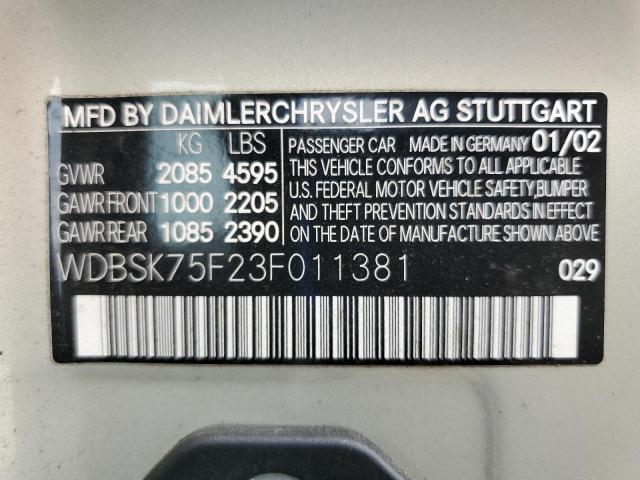 MFD BY DAIMLERCHRYSLER AG STUTTGART
KG LBS
GVWR 2085 4595
GAWR FRONT 1000 2205
GAWR REAR 1085 2390
PASSENGER CAR MADE IN GERMANY 01/02
THIS VEHICLE CONFORMS TO ALL APPLICABLE
U.S. FEDERAL MOTOR VEHICLE SAFETY,BUMPER
AND THEFT PREVENTION STANDARDS IN EFFECT
ON THE DATE OF MANUFACTURE SHOWN ABOVE
WDBSK75F23F011381 029